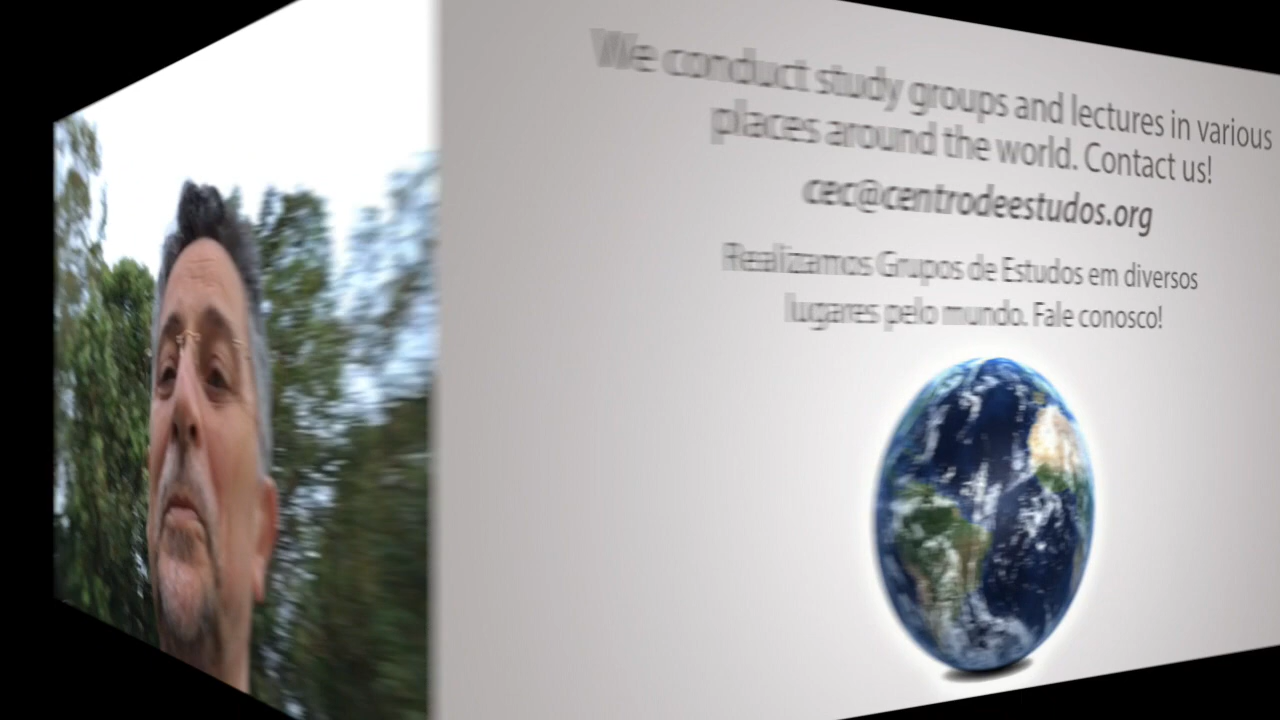 We conduct study groups and lectures in various
places around the world. Contact us!
cec@centrodeestudos.org
Realizamos Grupos de Estudos em diversos
lugares pelo mundo. Fale conosco!